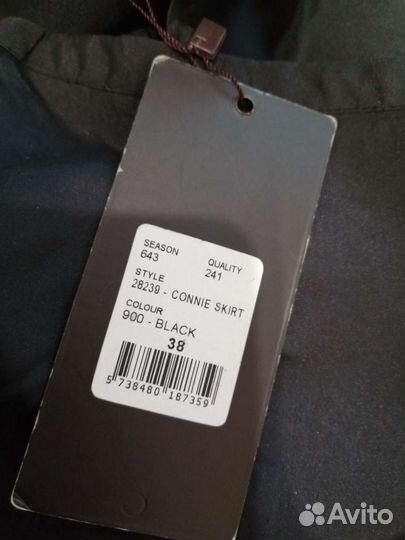 SEASON
643
QUALITY
241
STYLE
28239 - CONNIE SKIRT
COLOUR
900 - BLACK
38
5 738480 187359
Avito